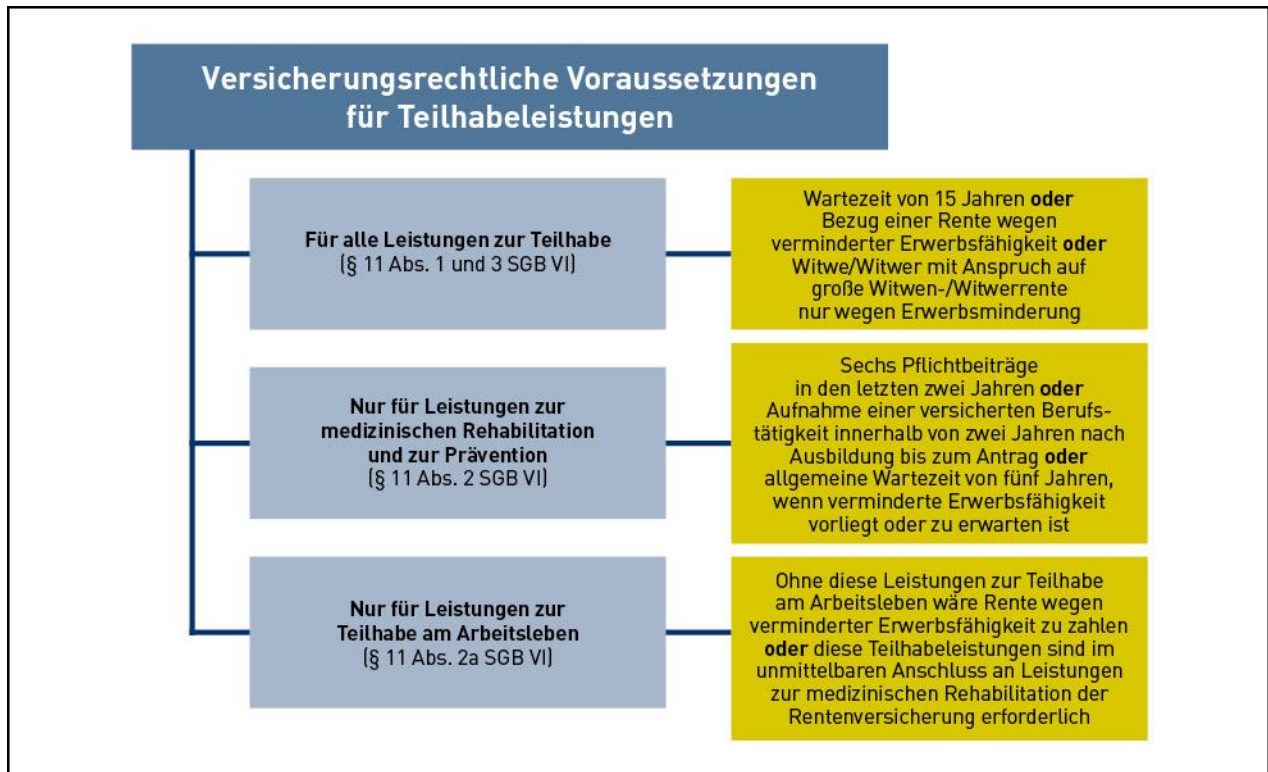 Versicherungsrechtliche Voraussetzungen
für Teilhabeleistungen
Für alle Leistungen zur Teilhabe
(§ 11 Abs. 1 und 3 SGB VI)
Wartezeit von 15 Jahren oder
Bezug einer Rente wegen
verminderter Erwerbsfähigkeit oder
Witwe/Witwer mit Anspruch auf
große Witwen-/Witwerrente
nur wegen Erwerbsminderung
Nur für Leistungen zur
medizinischen Rehabilitation
und zur Prävention
(§ 11 Abs. 2 SGB VI)
Sechs Pflichtbeiträge
in den letzten zwei Jahren oder
Aufnahme einer versicherten Berufs-
tätigkeit innerhalb von zwei Jahren nach
Ausbildung bis zum Antrag oder
allgemeine Wartezeit von fünf Jahren,
wenn verminderte Erwerbsfähigkeit
vorliegt oder zu erwarten ist
Nur für Leistungen zur
Teilhabe am Arbeitsleben
(§ 11 Abs. 2a SGB VI)
Ohne diese Leistungen zur Teilhabe
am Arbeitsleben wäre Rente wegen
verminderter Erwerbsfähigkeit zu zahlen
oder diese Teilhabeleistungen sind im
unmittelbaren Anschluss an Leistungen
zur medizinischen Rehabilitation der
Rentenversicherung erforderlich